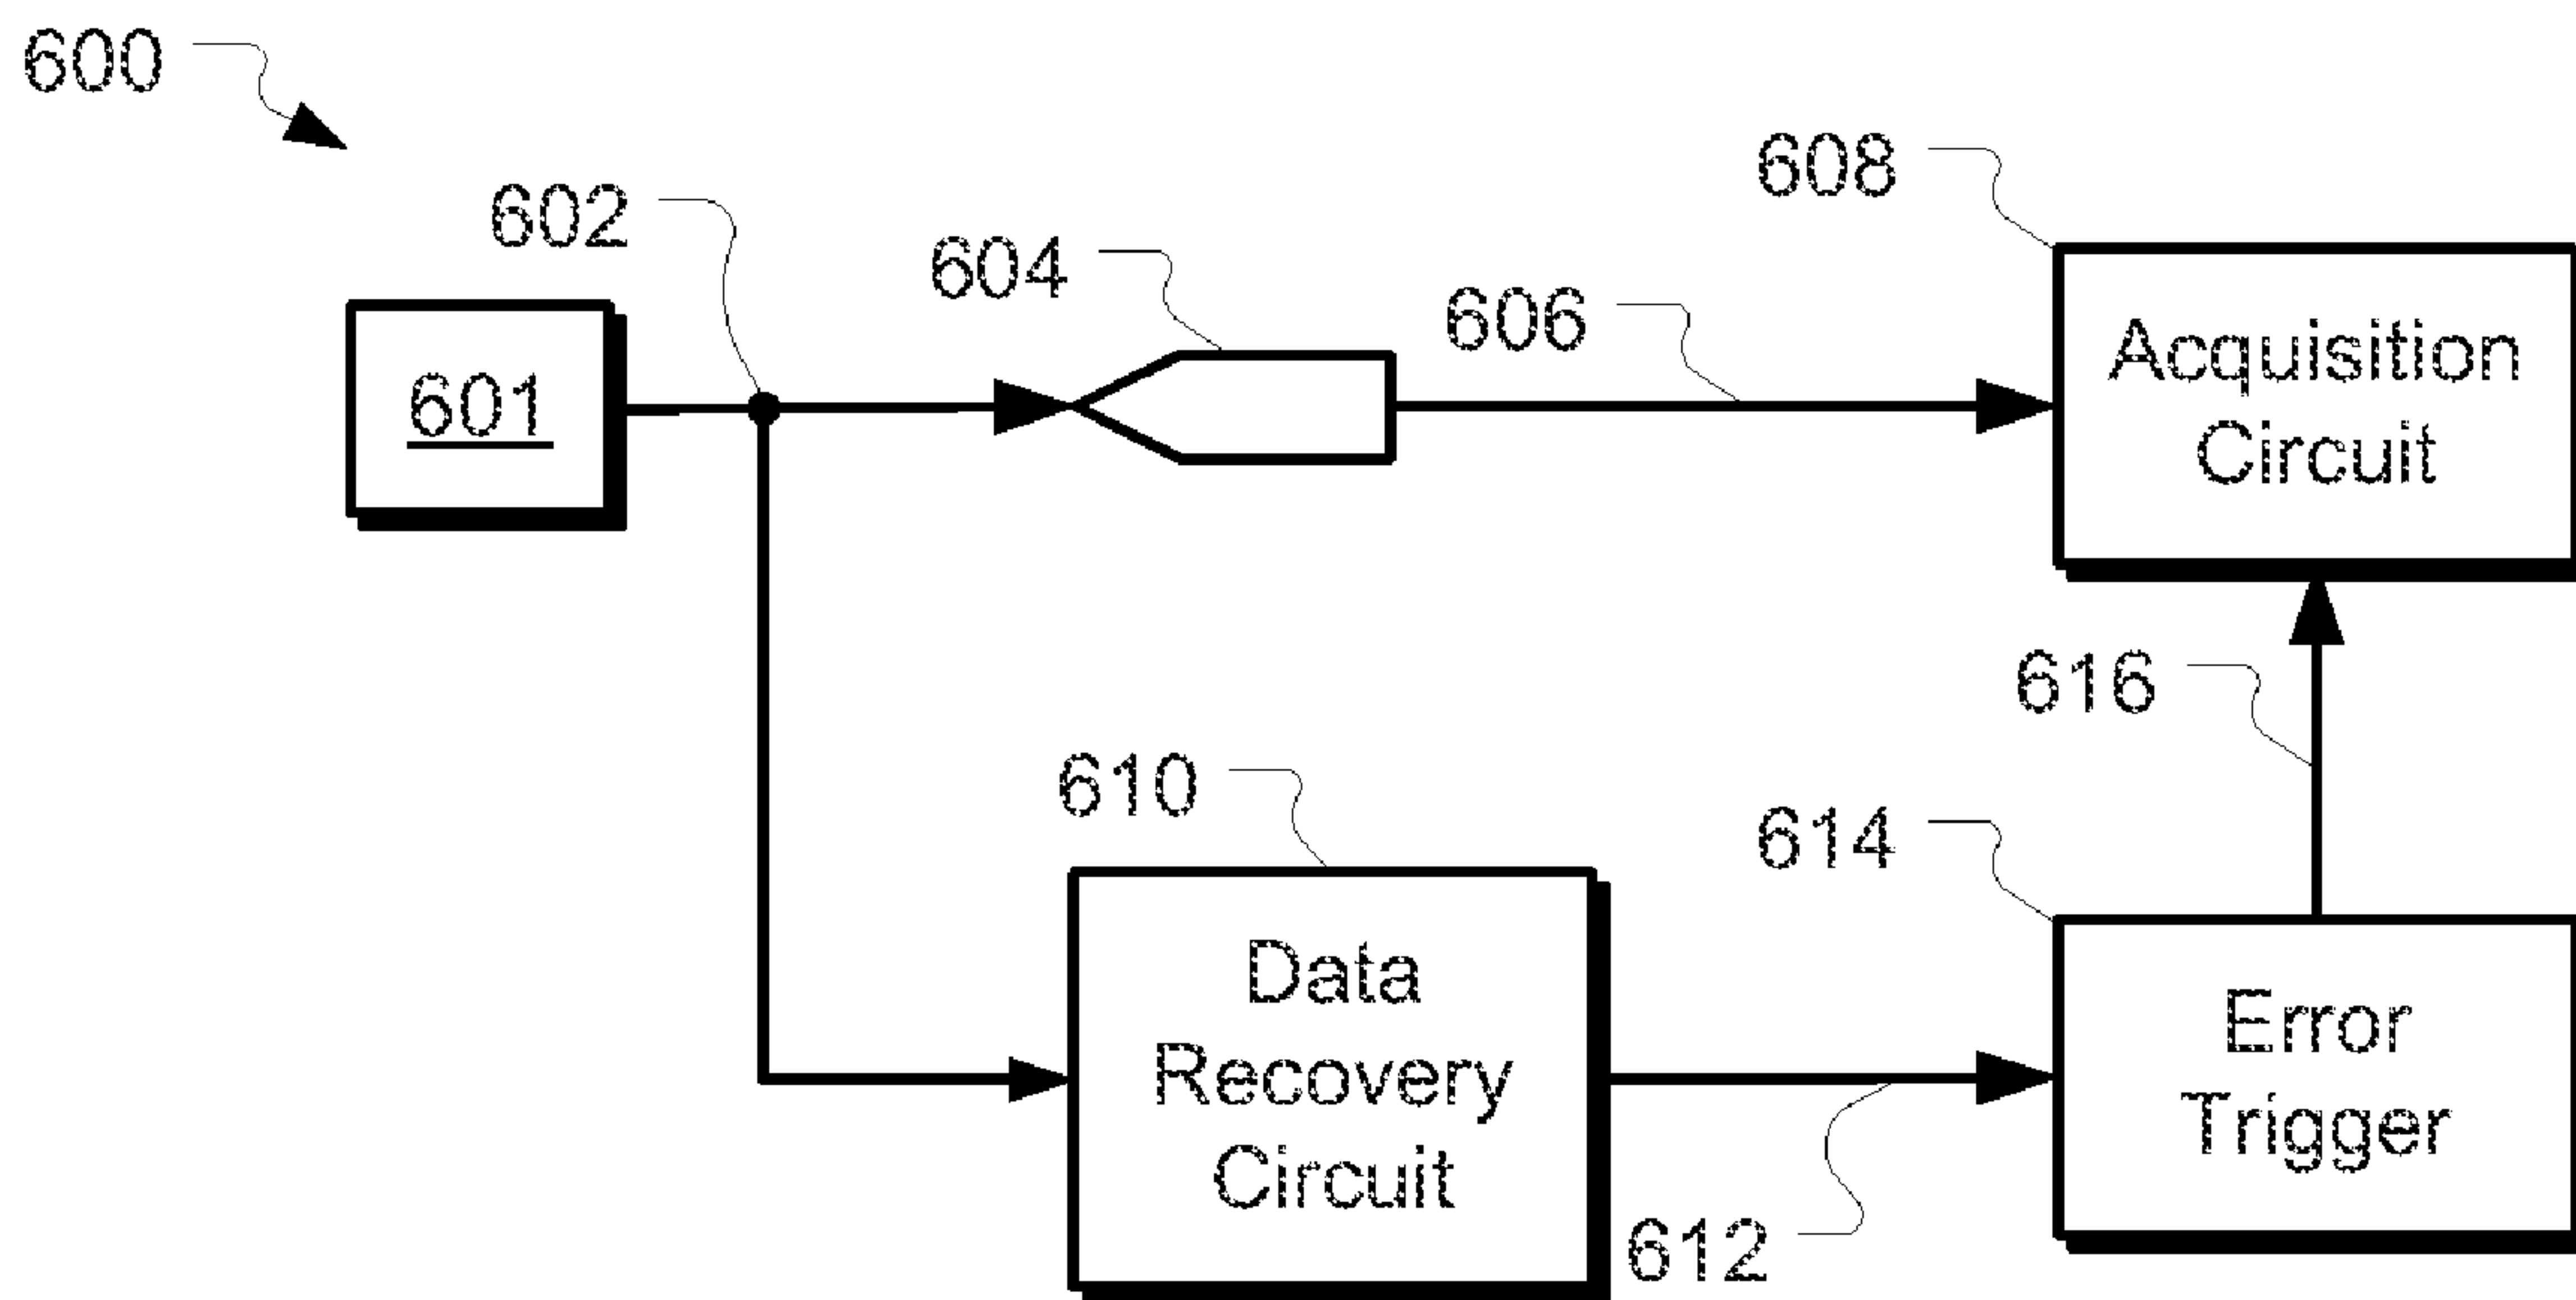 600
602
604
606
608
601
Acquisition
Circuit
616
610
614
Data
Recovery
Circuit
Error
Trigger
612